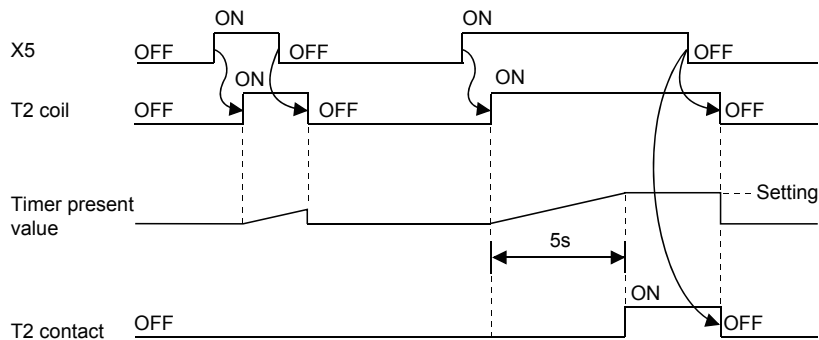 ON
ON
X5
OFF
OFF
OFF
ON
ON
T2 coil
OFF
OFF
OFF
Timer present
value
Setting
5s
ON
T2 contact
OFF
OFF